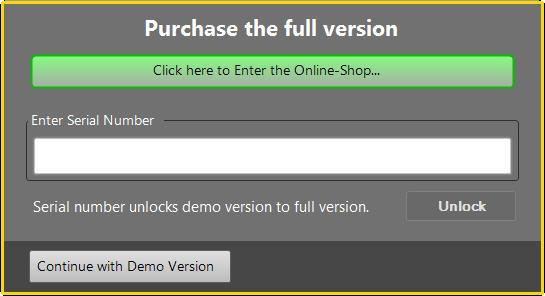 Purchase the full version
Click here to Enter the Online-Shop...
Enter Serial Number
Serial number unlocks demo version to full version.
Unlock
Continue with Demo Version